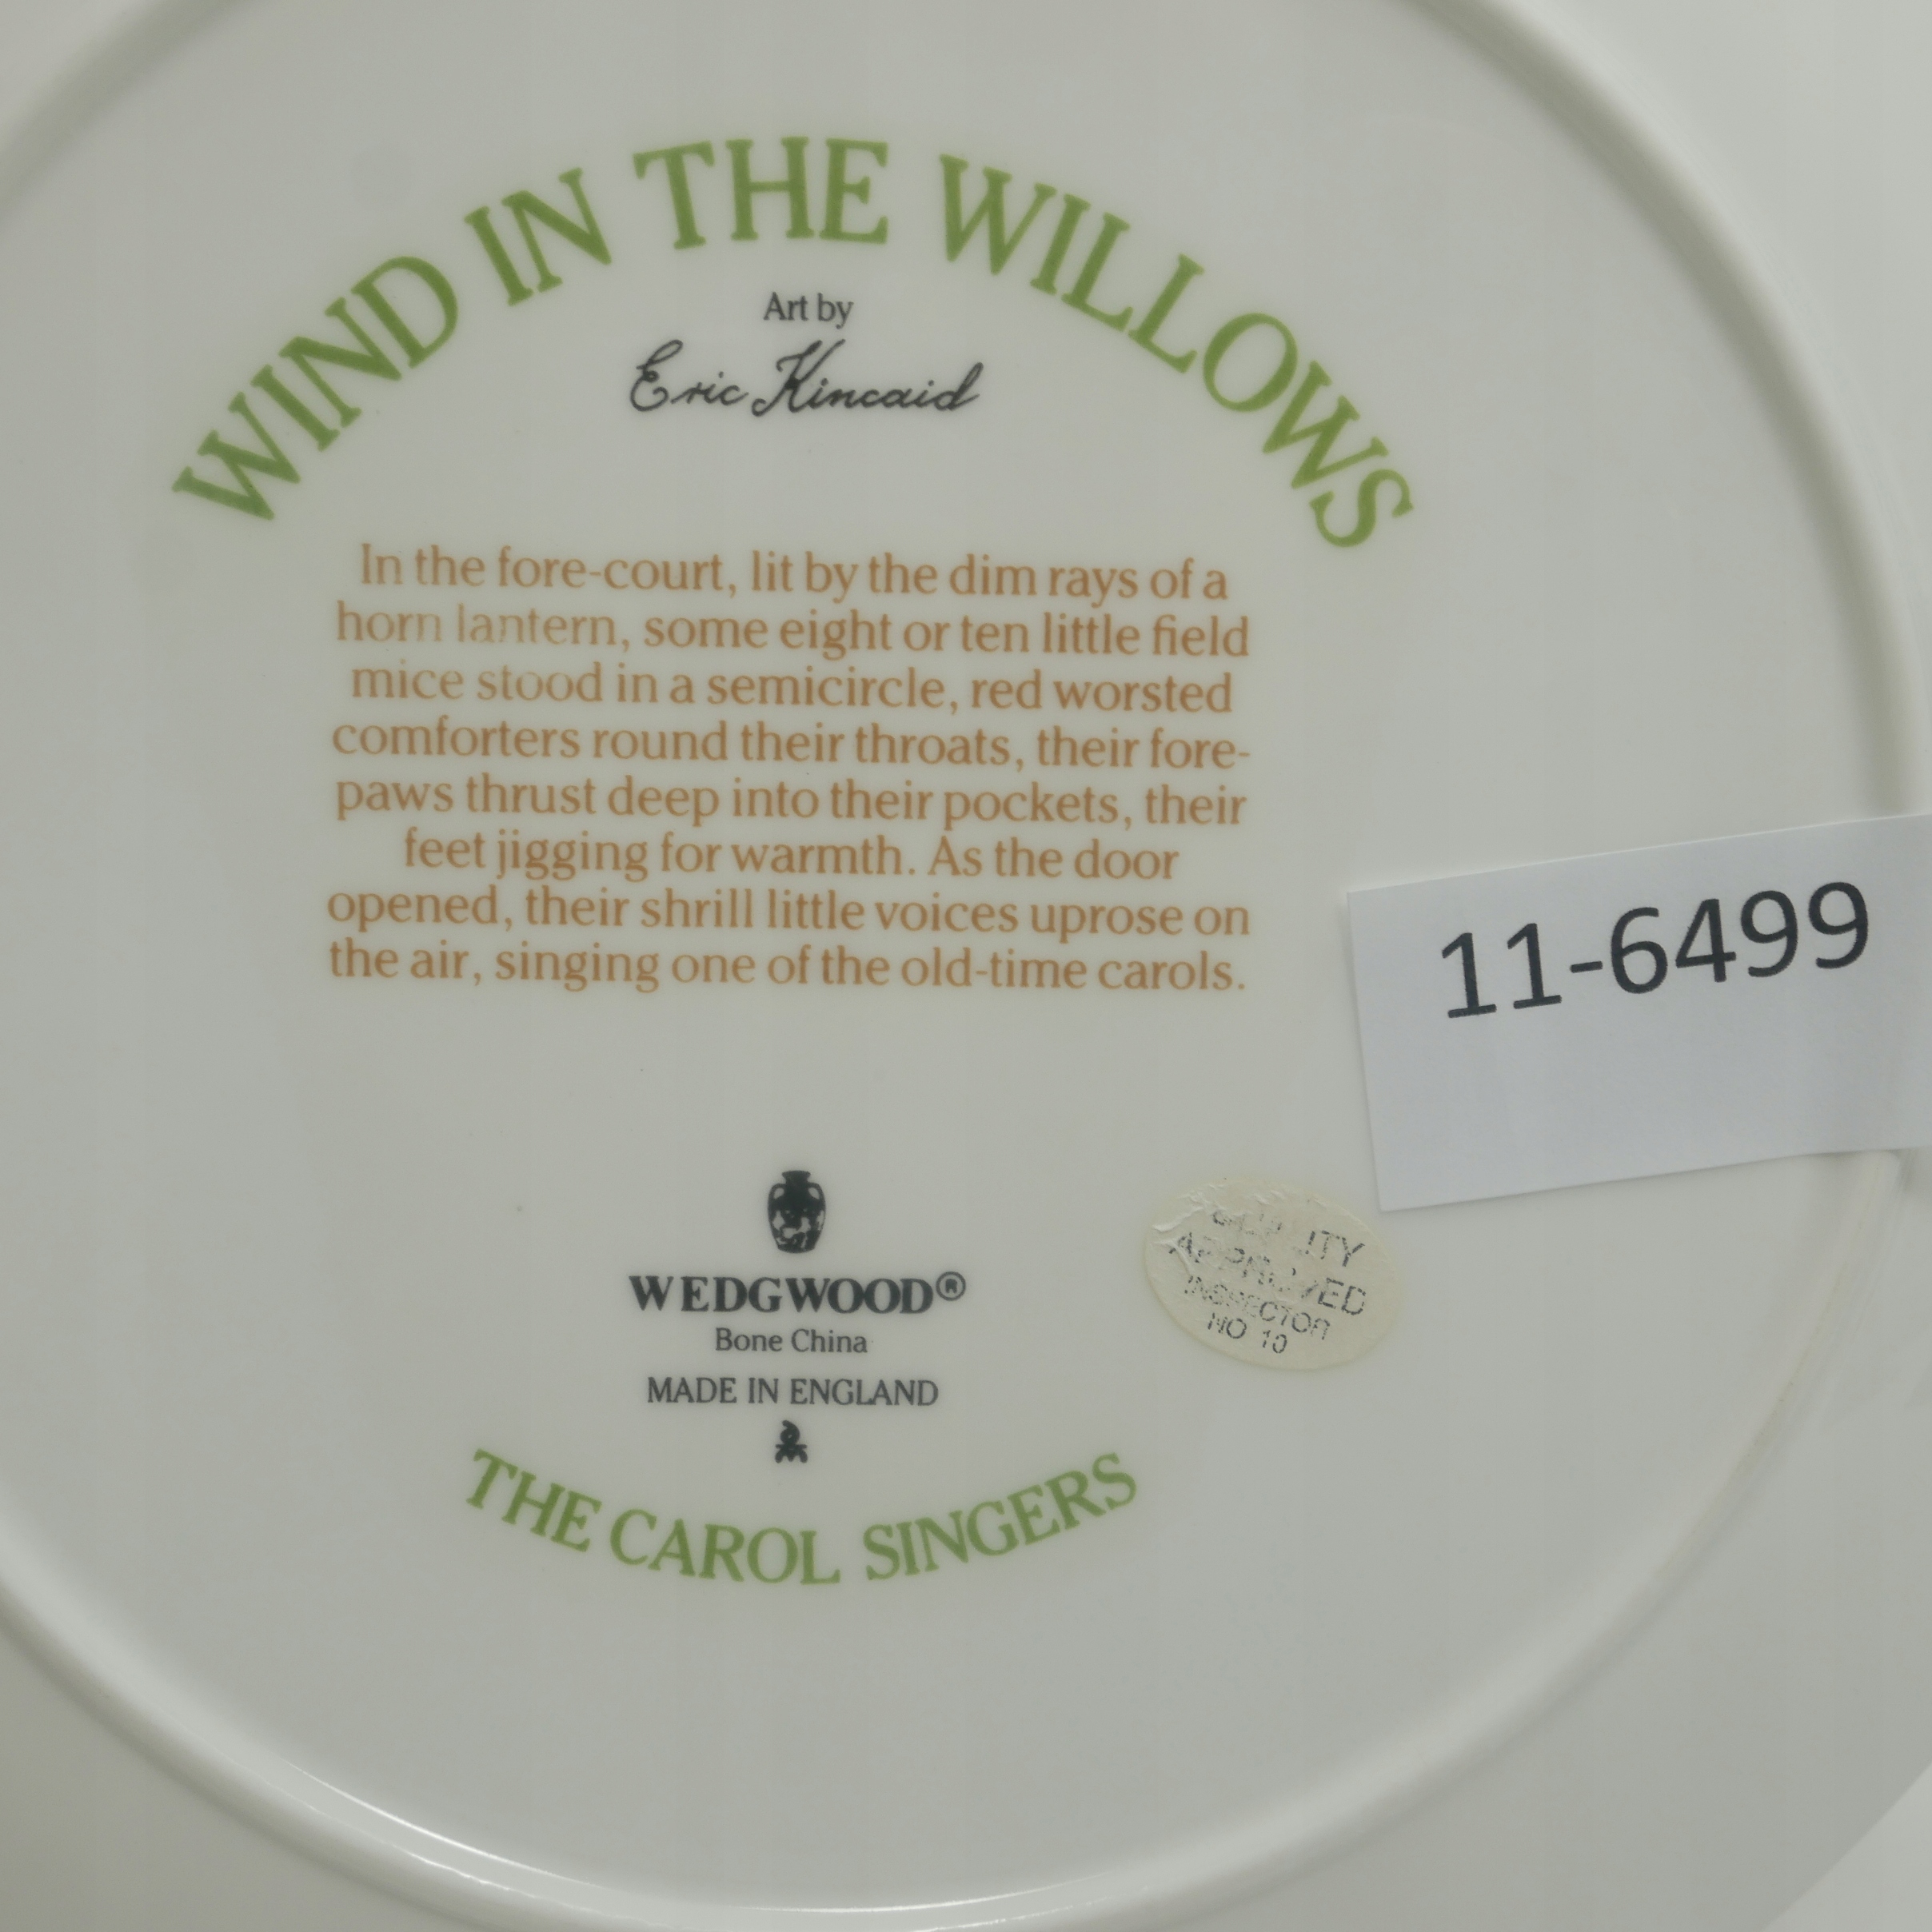 WIND IN THE WILLOWS
Art by
Eric Kincaid
In the fore-court, lit by the dim rays of a
horn lantern, some eight or ten little field
mice stood in a semicircle, red worsted
comforters round their throats, their fore-
paws thrust deep into their pockets, their
feet jigging for warmth. As the door
opened, their shrill little voices uprose on
the air, singing one of the old-time carols.
11-6499
WEDGWOOD®
Bone China
MADE IN ENGLAND
THE CAROL SINGERS
QUALITY
APPROVED
INSPECTOR
NO 10